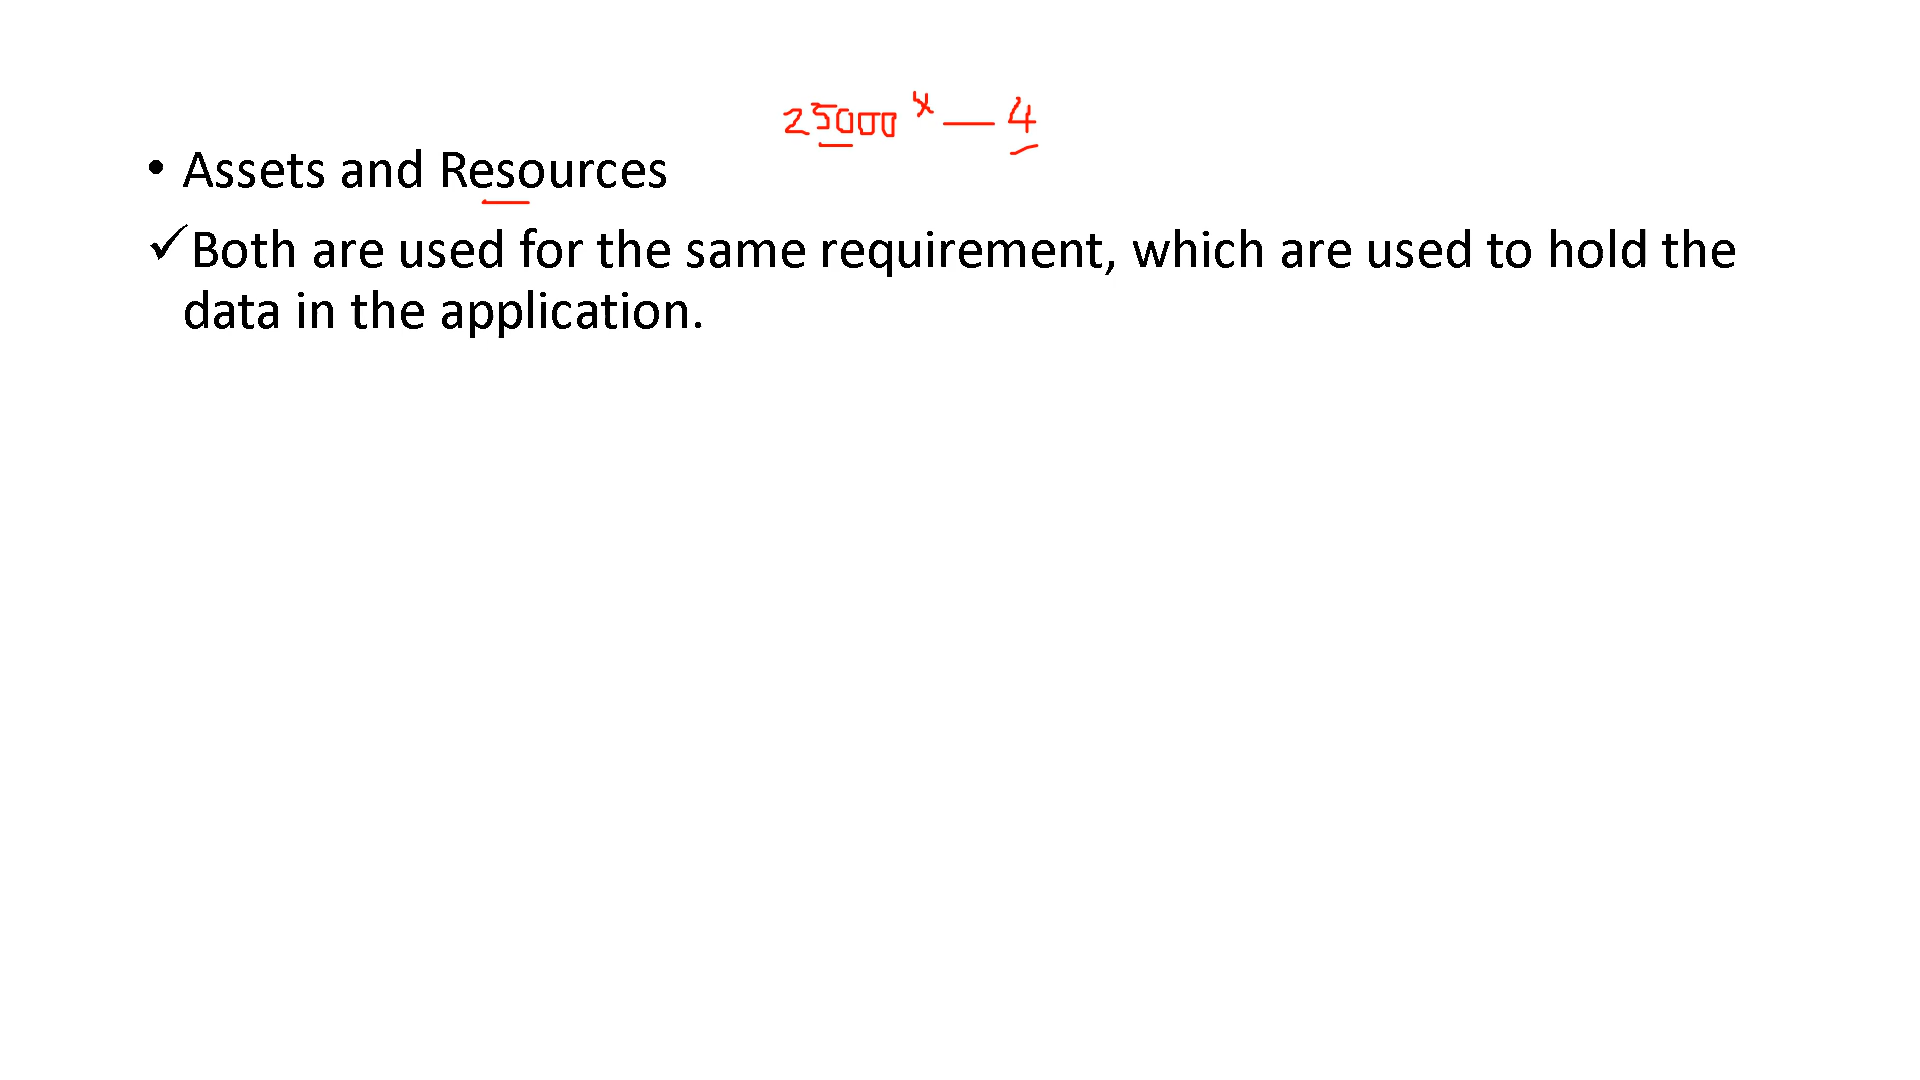 25000 x — 4
• Assets and Resources
✓Both are used for the same requirement, which are used to hold the
data in the application.